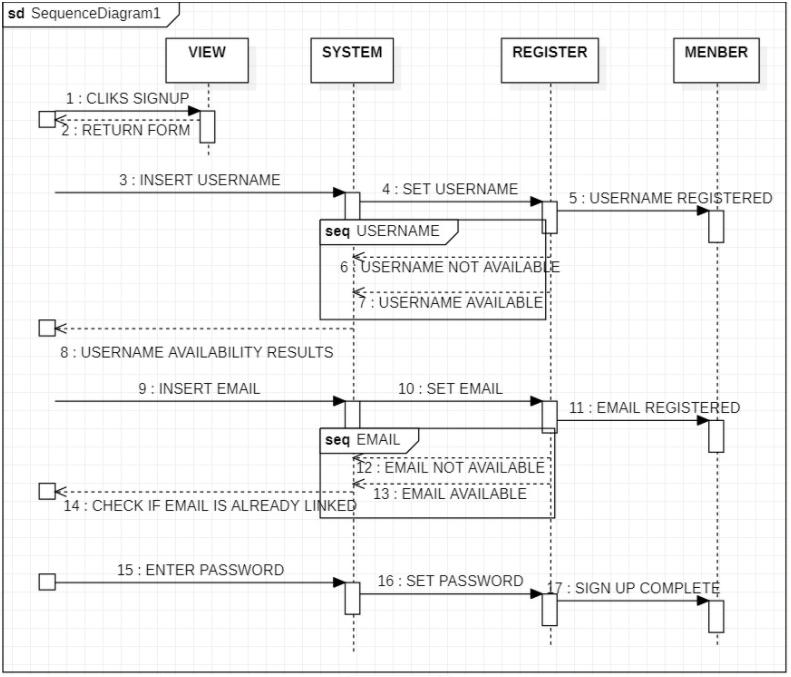 sd SequenceDiagram1
VIEW
SYSTEM
REGISTER
MENBER
1 : CLIKS SIGNUP
2 : RETURN FORM
3 : INSERT USERNAME
4 : SET USERNAME
5 : USERNAME REGISTERED
seq USERNAME
6 : USERNAME NOT AVAILABLE
7 : USERNAME AVAILABLE
8 : USERNAME AVAILABILITY RESULTS
9 : INSERT EMAIL
10 : SET EMAIL
11 : EMAIL REGISTERED
seq EMAIL
12 : EMAIL NOT AVAILABLE
13 : EMAIL AVAILABLE
14 : CHECK IF EMAIL IS ALREADY LINKED
15 : ENTER PASSWORD
16 : SET PASSWORD
17 : SIGN UP COMPLETE